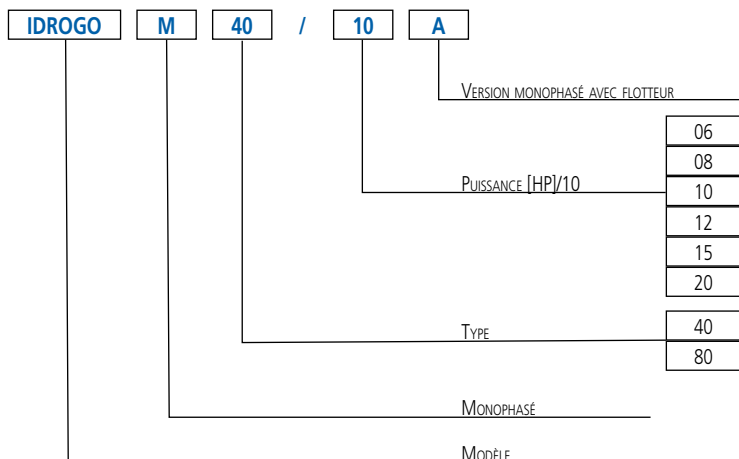 IDROGO M 40 / 10 A
Version monophasé avec flotteur
06
08
Puissance [HP]/10
10
12
15
20
Type
40
80
Monophasé
Modèle